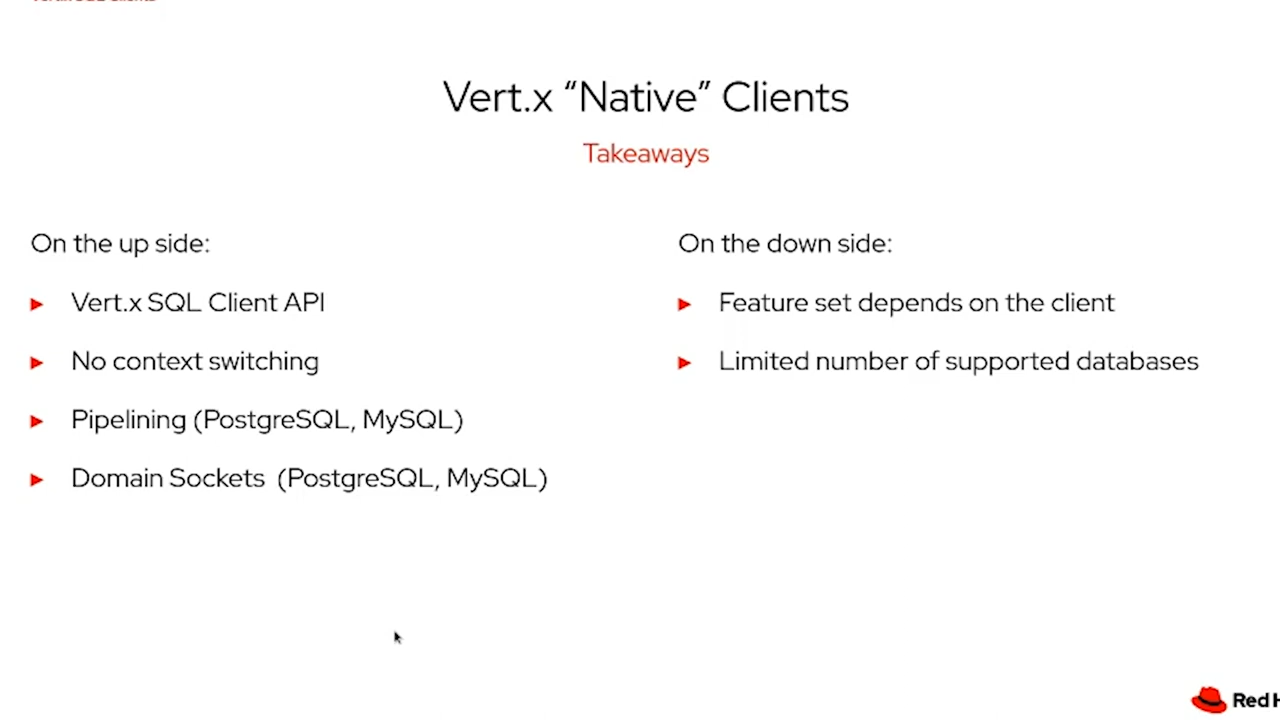 Vert.x “Native” Clients
Takeaways
On the up side:
Vert.x SQL Client API
No context switching
Pipelining (PostgreSQL, MySQL)
Domain Sockets (PostgreSQL, MySQL)
On the down side:
Feature set depends on the client
Limited number of supported databases
Red H